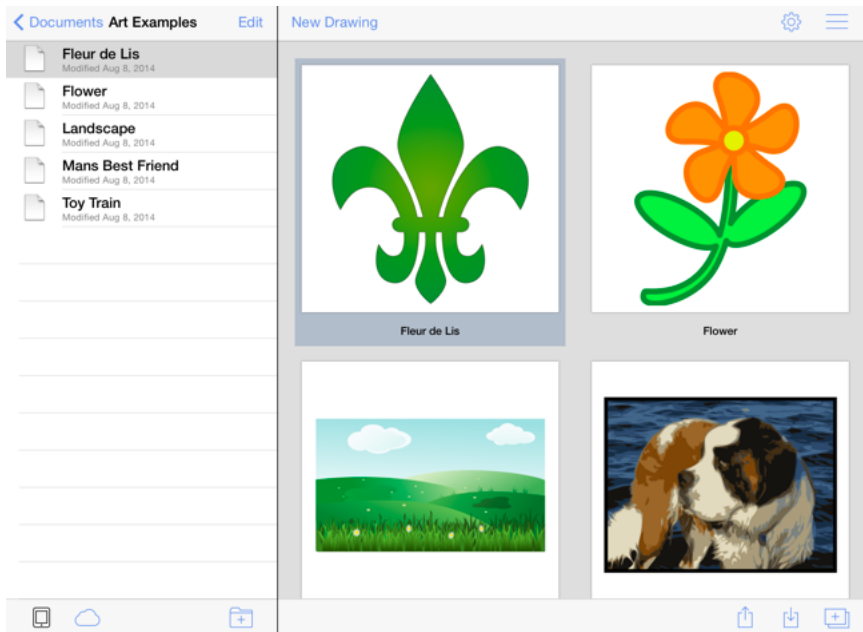 Documents Art Examples Edit
New Drawing
Fleur de Lis
Modified Aug 8, 2014
Flower
Modified Aug 8, 2014
Landscape
Modified Aug 8, 2014
Mans Best Friend
Modified Aug 8, 2014
Toy Train
Modified Aug 8, 2014
Fleur de Lis
Flower